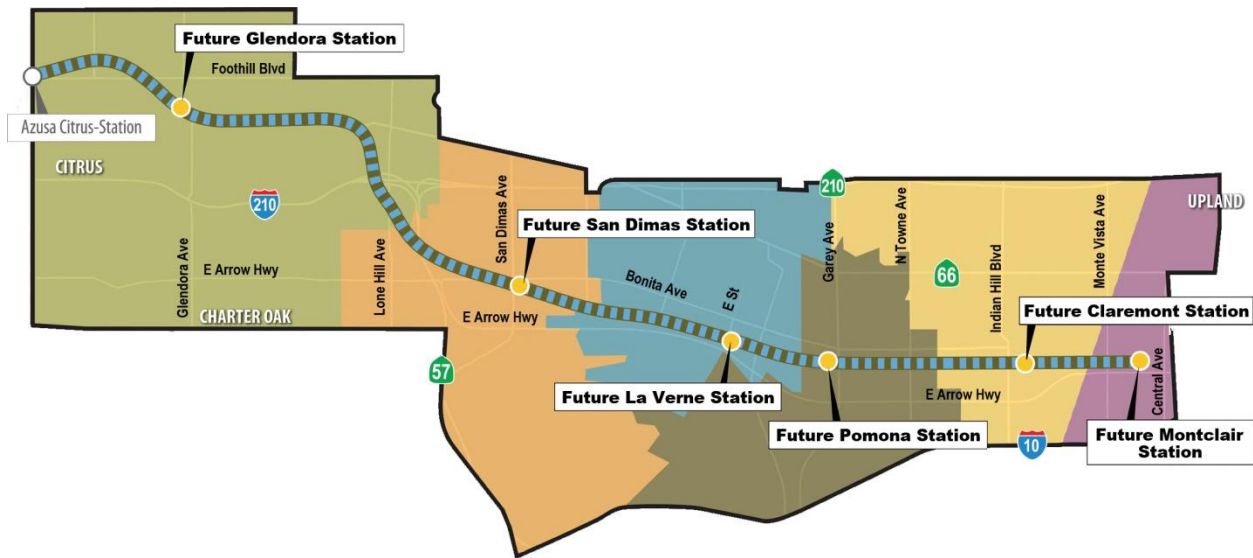 Future Glendora Station
Foothill Blvd
Azusa Citrus-Station
CITRUS
210
Glendora Ave
E Arrow Hwy
CHARTER OAK
Lone Hill Ave
San Dimas Ave
Future San Dimas Station
E Arrow Hwy
57
Bonita Ave
E St
Future La Verne Station
210
Garey Ave
N Towne Ave
66
Indian Hill Blvd
Monte Vista Ave
UPLAND
Future Claremont Station
E Arrow Hwy
Central Ave
Future Pomona Station
10
Future Montclair
Station